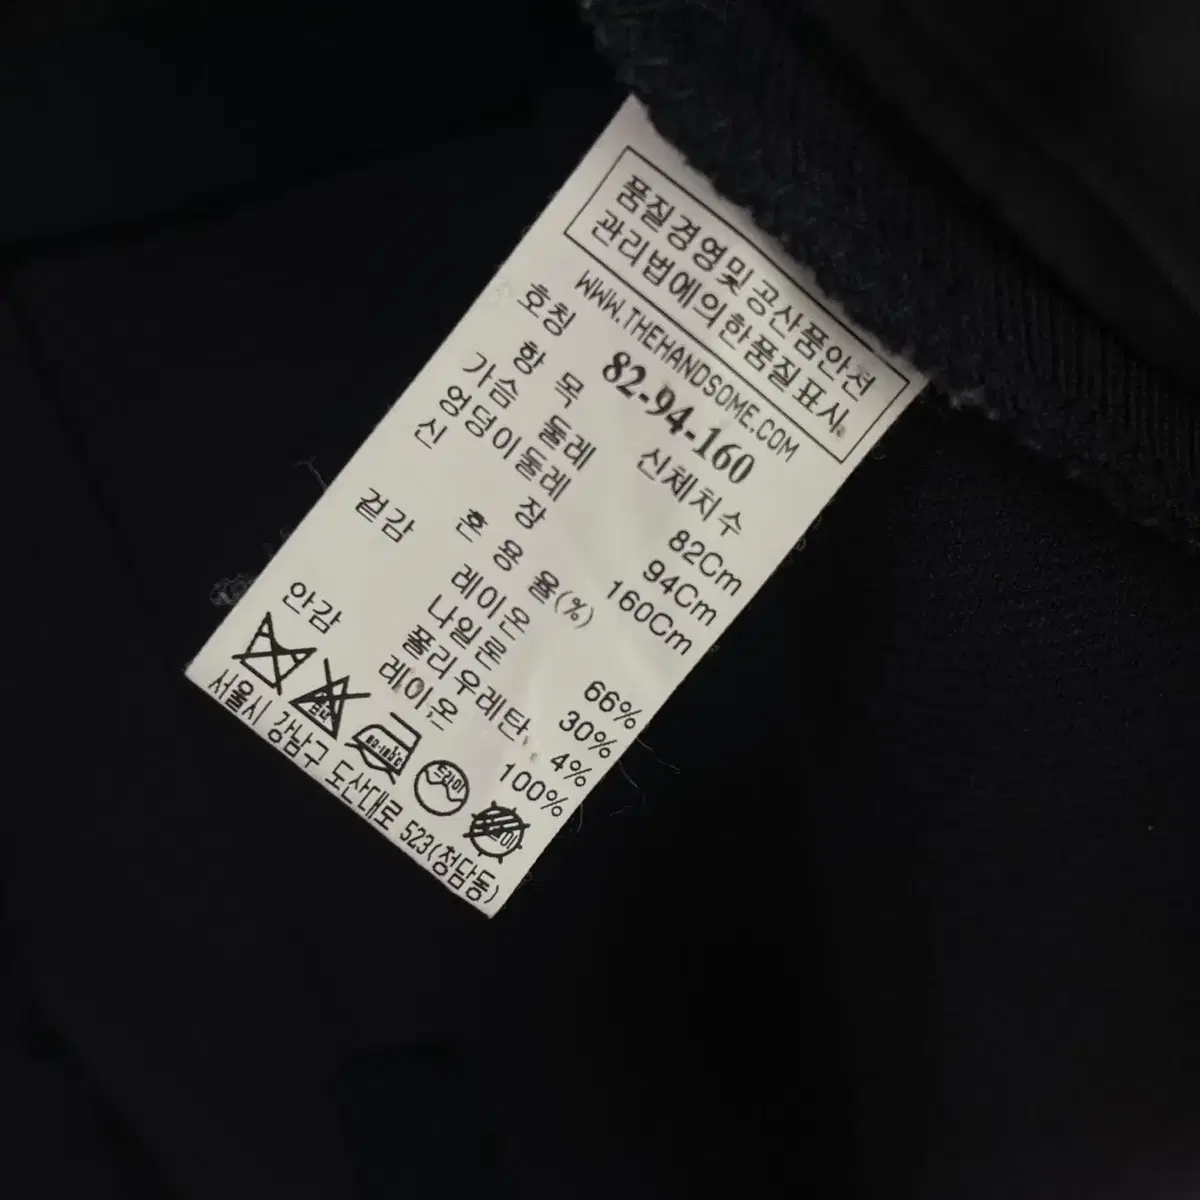 품질경영및공산품안전
관리법에의한품질표시
WWW.THEHANDSOME.COM
호칭 82-94-160
항 목 신체치수
가슴 둘레 82Cm
엉덩이둘레 94Cm
신 장 160Cm
혼 용 율(%)
겉감 레이온 66%
나일론 30%
폴리우레탄 4%
안감 레이온 100%
드라이
서울시 강남구 도산대로 523(청담동)